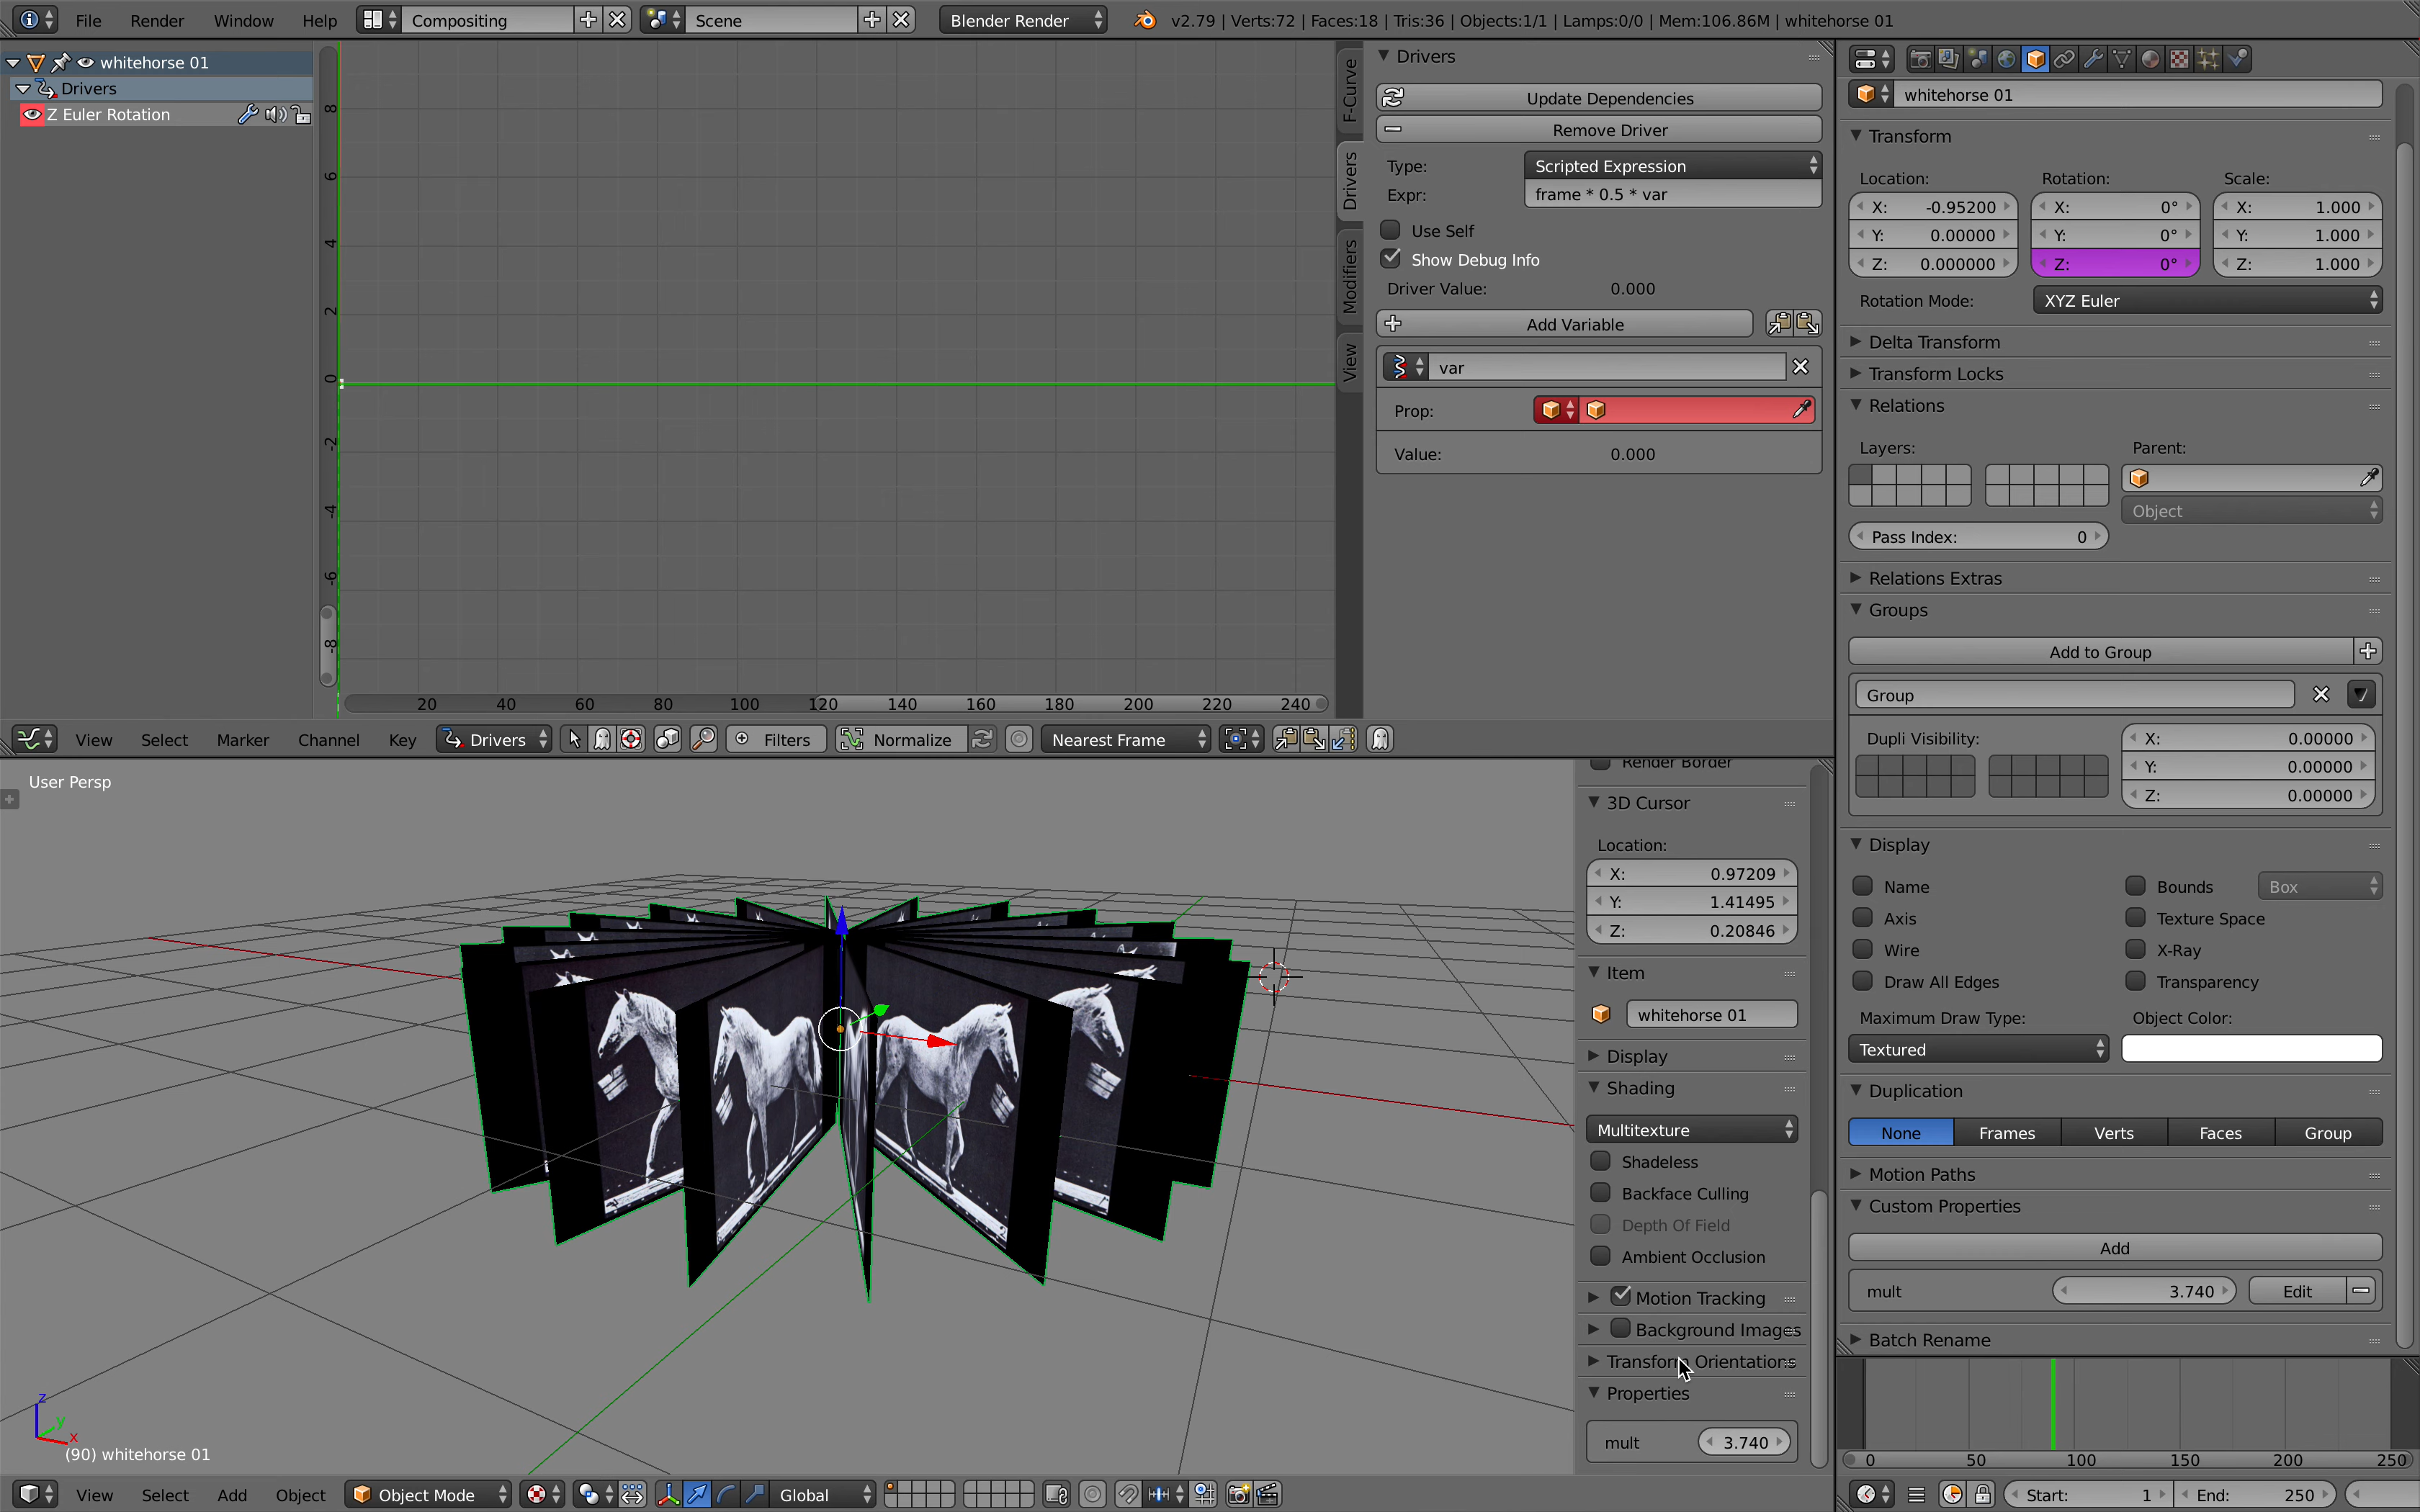 File Render Window Help Compositing Scene Blender Render v2.79 | Verts:72 | Faces:18 | Tris:36 | Objects:1/1 | Lamps:0/0 | Mem:106.86M | whitehorse 01
whitehorse 01
Drivers
Z Euler Rotation
8
6
4
2
0
-2
-4
-6
-8
20 40 60 80 100 120 140 160 180 200 220 240
F-Curve
Drivers
Modifiers
View
Drivers
Update Dependencies
Remove Driver
Type: Scripted Expression
Expr: frame * 0.5 * var
Use Self
Show Debug Info
Driver Value: 0.000
Add Variable
var
Prop:
Value: 0.000
View Select Marker Channel Key Drivers Filters Normalize Nearest Frame
User Persp
(90) whitehorse 01
z
y
x
Render Border
3D Cursor
Location:
X: 0.97209
Y: 1.41495
Z: 0.20846
Item
whitehorse 01
Display
Shading
Multitexture
Shadeless
Backface Culling
Depth Of Field
Ambient Occlusion
Motion Tracking
Background Images
Transform Orientations
Properties
mult 3.740
View Select Add Object Object Mode Global
whitehorse 01
Transform
Location: Rotation: Scale:
X: -0.95200 X: 0° X: 1.000
Y: 0.00000 Y: 0° Y: 1.000
Z: 0.000000 Z: 0° Z: 1.000
Rotation Mode: XYZ Euler
Delta Transform
Transform Locks
Relations
Layers: Parent:
Object
Pass Index: 0
Relations Extras
Groups
Add to Group
Group
Dupli Visibility: X: 0.00000
Y: 0.00000
Z: 0.00000
Display
Name Bounds Box
Axis Texture Space
Wire X-Ray
Draw All Edges Transparency
Maximum Draw Type: Object Color:
Textured
Duplication
None Frames Verts Faces Group
Motion Paths
Custom Properties
Add
mult 3.740 Edit
Batch Rename
0 50 100 150 200 250
Start: 1 End: 250